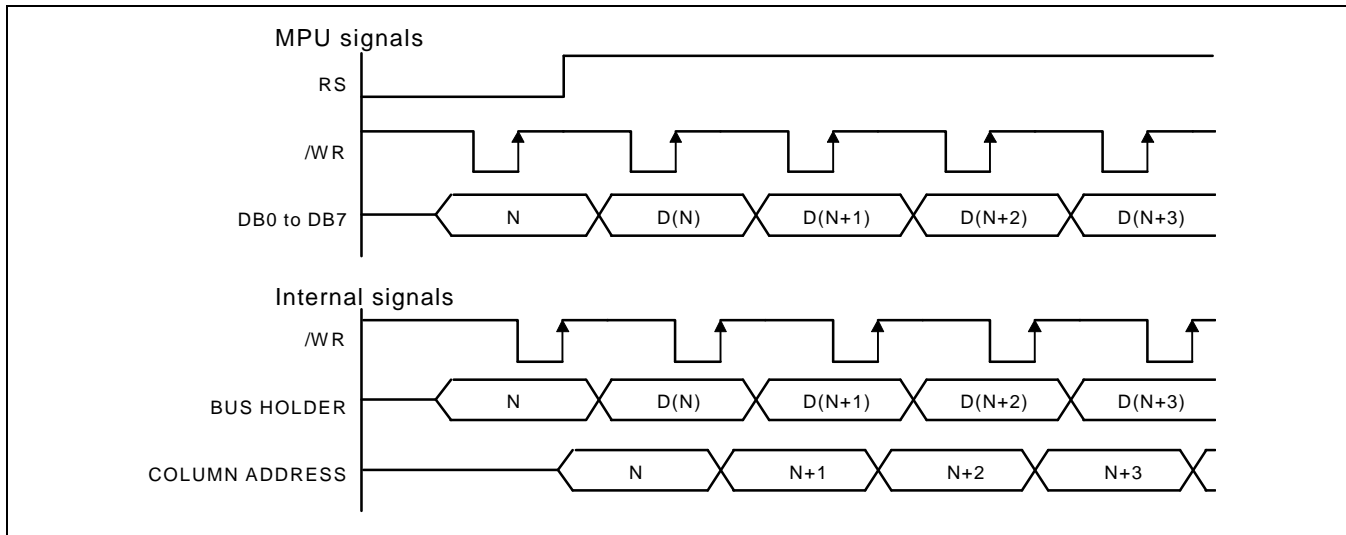 MPU signals
RS
/WR
DB0 to DB7
N
D(N)
D(N+1)
D(N+2)
D(N+3)
Internal signals
/WR
BUS HOLDER
N
D(N)
D(N+1)
D(N+2)
D(N+3)
COLUMN ADDRESS
N
N+1
N+2
N+3